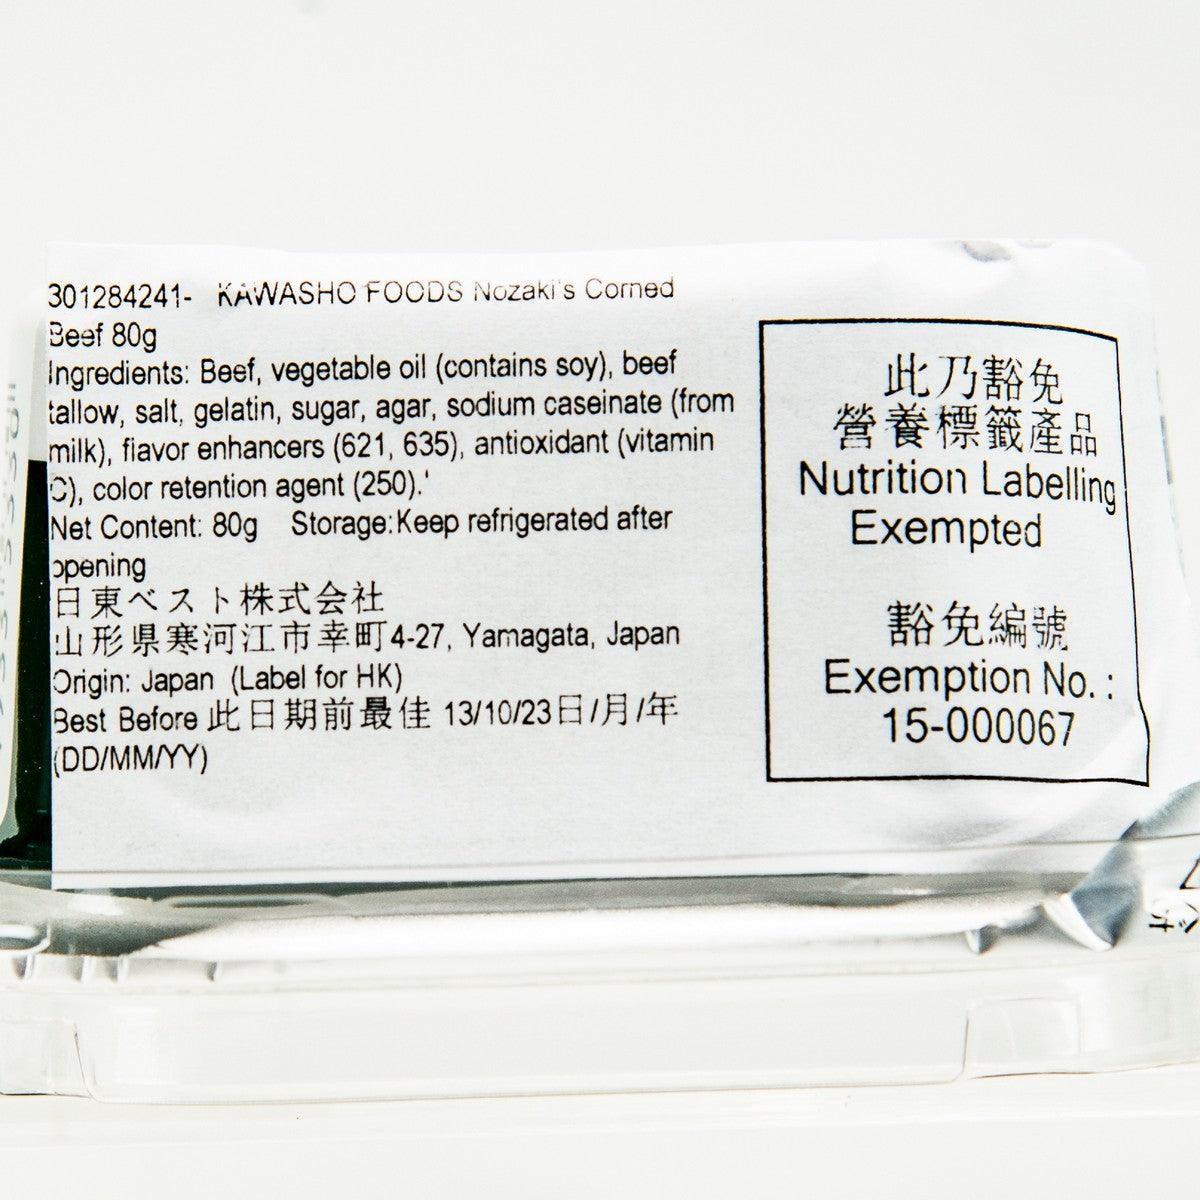 301284241- KAWASHO FOODS Nozaki's Corned
Beef 80g
Ingredients: Beef, vegetable oil (contains soy), beef
tallow, salt, gelatin, sugar, agar, sodium caseinate (from
milk), flavor enhancers (621, 635), antioxidant (vitamin
C), color retention agent (250).'
Net Content: 80g Storage:Keep refrigerated after
opening
日東ベスト株式会社
山形県寒河江市幸町4-27, Yamagata, Japan
Origin: Japan (Label for HK)
Best Before 此日期前最佳 13/10/23日/月/年
(DD/MM/YY)
此乃豁免
營養標籤產品
Nutrition Labelling
Exempted
豁免編號
Exemption No. :
15-000067